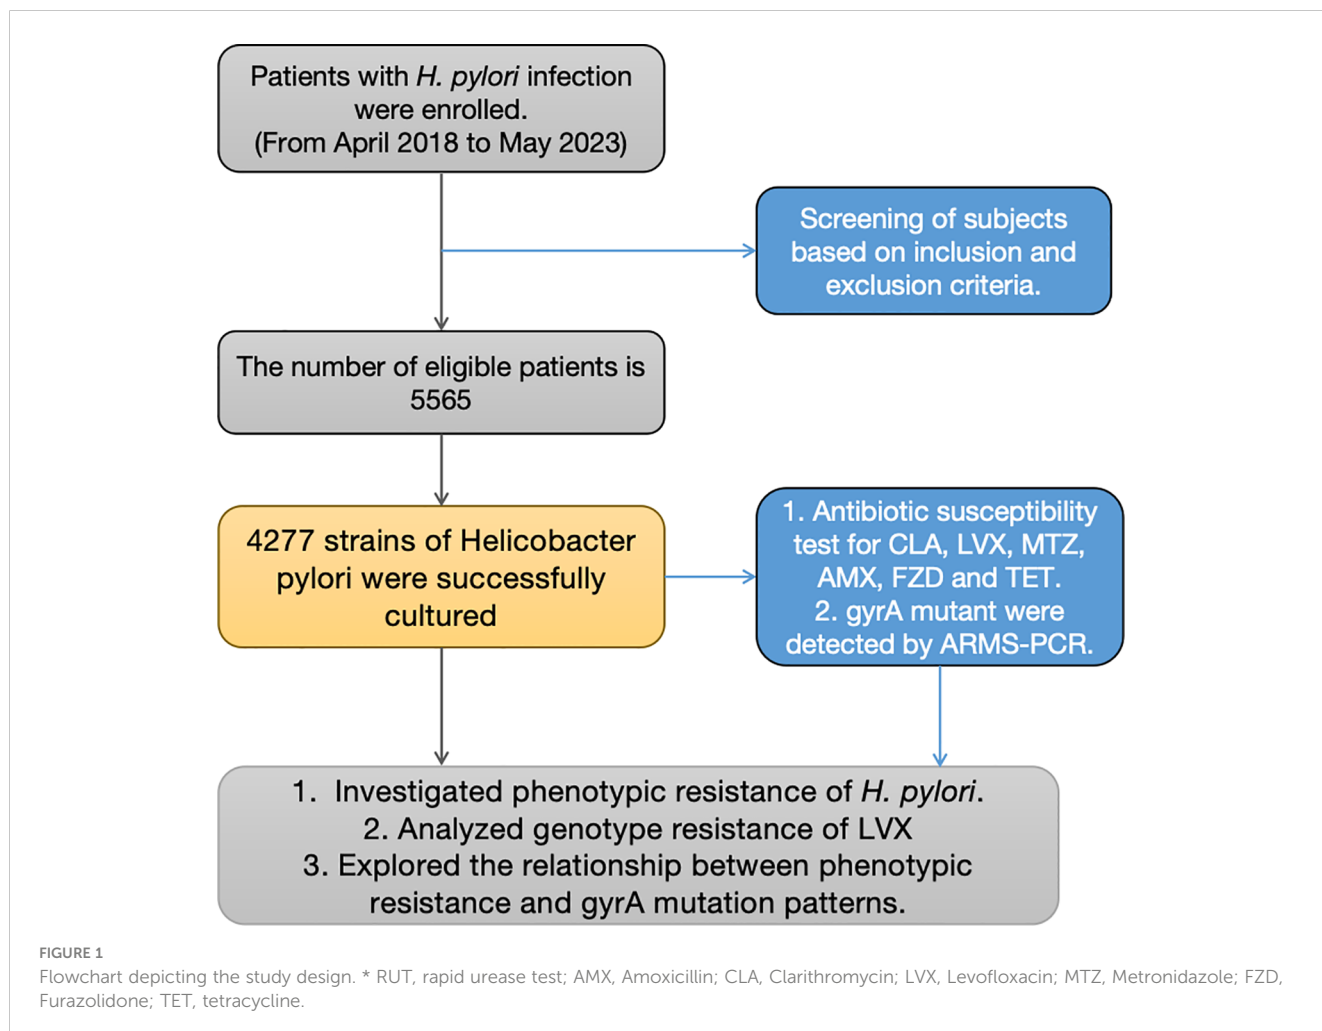 Patients with H. pylori infection
were enrolled.
(From April 2018 to May 2023)
Screening of subjects
based on inclusion and
exclusion criteria.
The number of eligible patients is
5565
4277 strains of Helicobacter
pylori were successfully
cultured
1. Antibiotic susceptibility
test for CLA, LVX, MTZ,
AMX, FZD and TET.
2. gyrA mutant were
detected by ARMS-PCR.
1. Investigated phenotypic resistance of H. pylori.
2. Analyzed genotype resistance of LVX
3. Explored the relationship between phenotypic
resistance and gyrA mutation patterns.
FIGURE 1
Flowchart depicting the study design. * RUT, rapid urease test; AMX, Amoxicillin; CLA, Clarithromycin; LVX, Levofloxacin; MTZ, Metronidazole; FZD,
Furazolidone; TET, tetracycline.